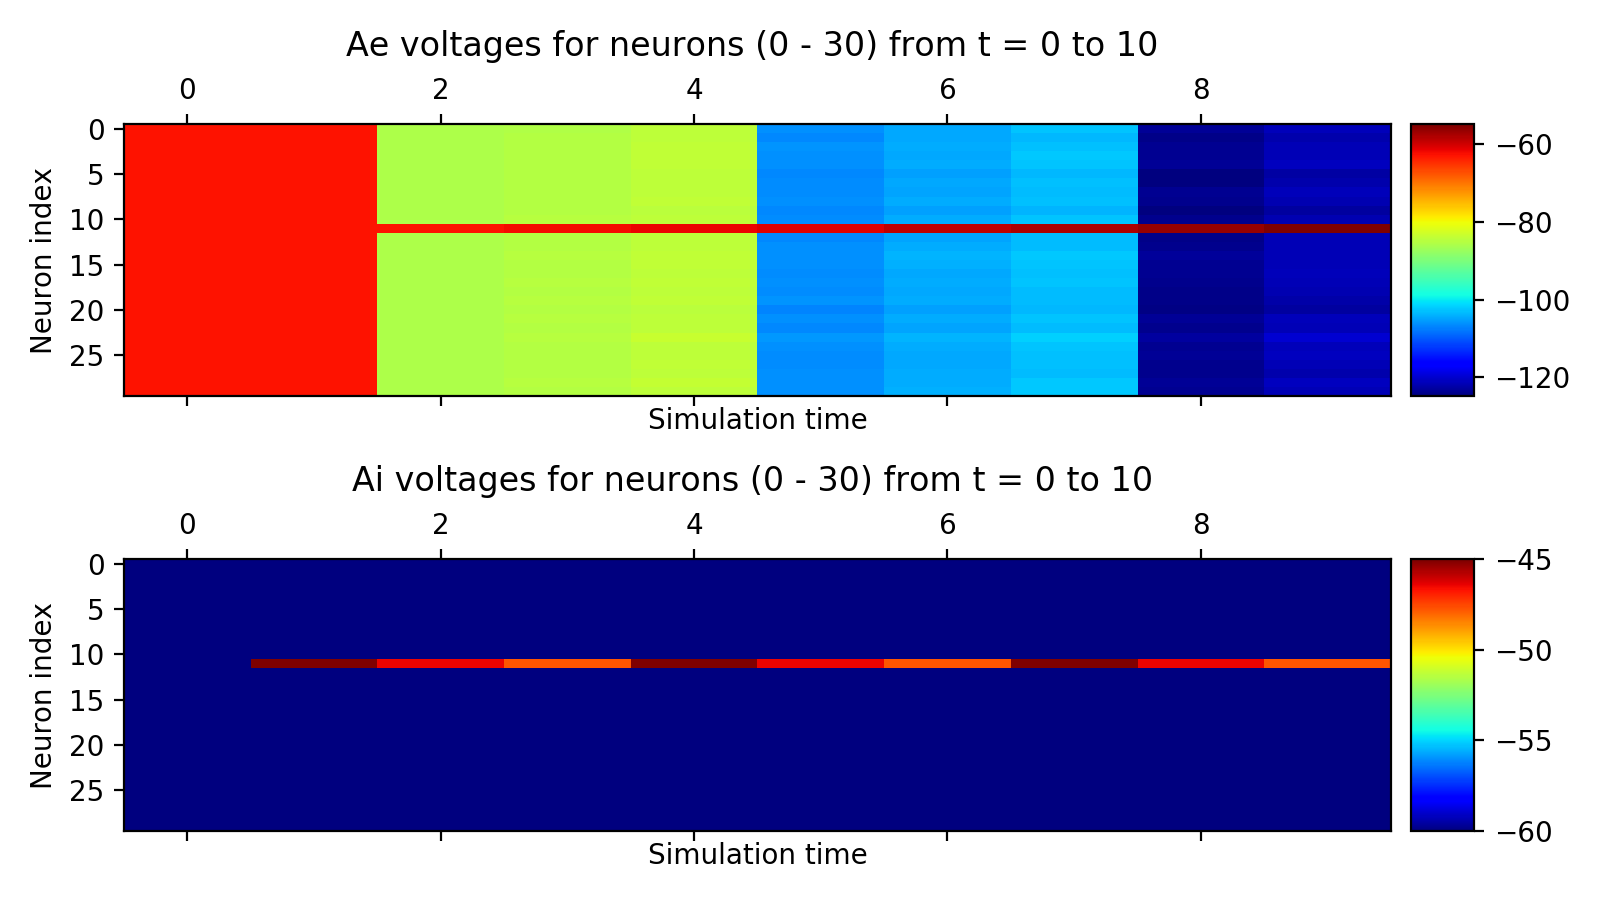 Ae voltages for neurons (0 - 30) from t = 0 to 10
0 2 4 6 8
0
5
10
15
20
25
Neuron index
−60
−80
−100
−120
Simulation time
Ai voltages for neurons (0 - 30) from t = 0 to 10
0 2 4 6 8
0
5
10
15
20
25
Neuron index
−45
−50
−55
−60
Simulation time